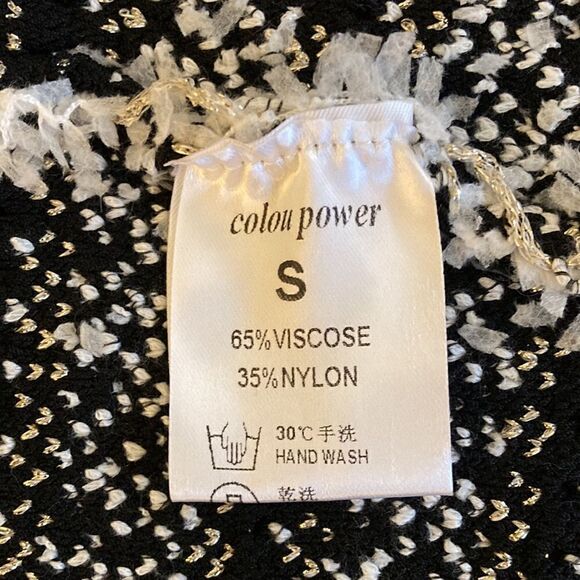 colou power
S
65%VISCOSE
35%NYLON
30℃手洗
HAND WASH
乾洗